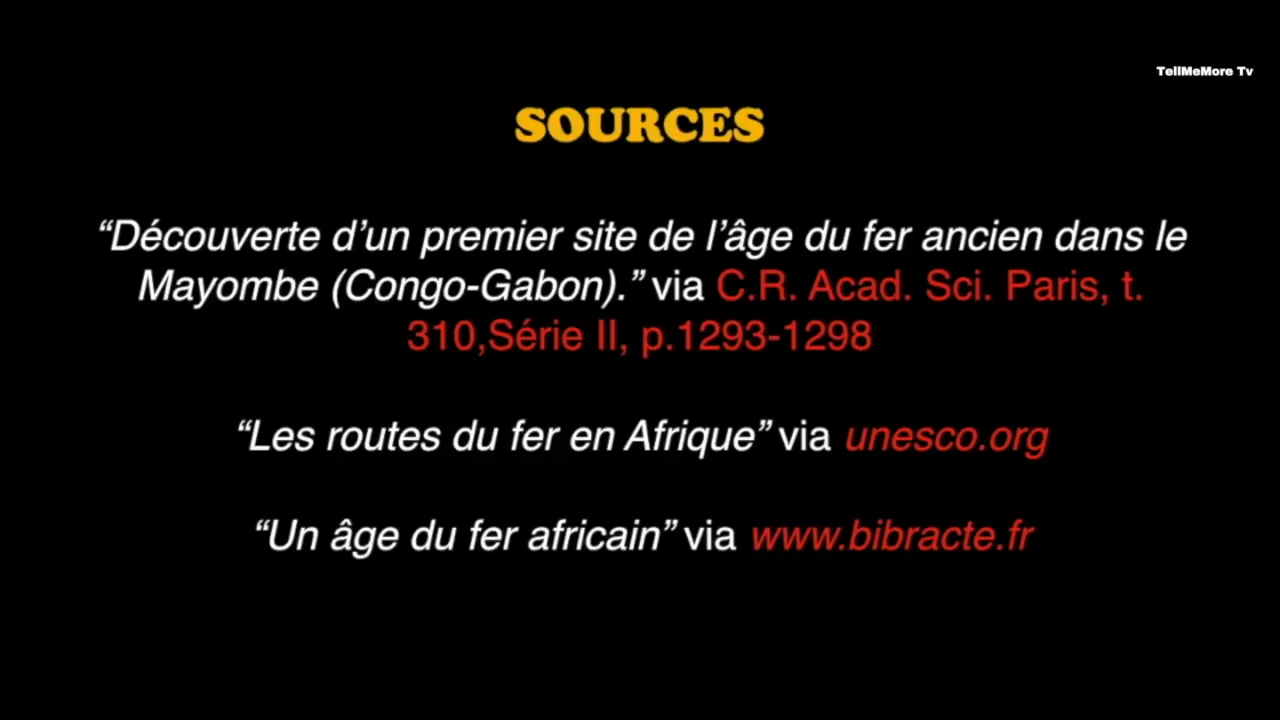 TellMeMore Tv
SOURCES
“Découverte d’un premier site de l’âge du fer ancien dans le
Mayombe (Congo-Gabon).” via C.R. Acad. Sci. Paris, t.
310,Série II, p.1293-1298
“Les routes du fer en Afrique” via unesco.org
“Un âge du fer africain” via www.bibracte.fr